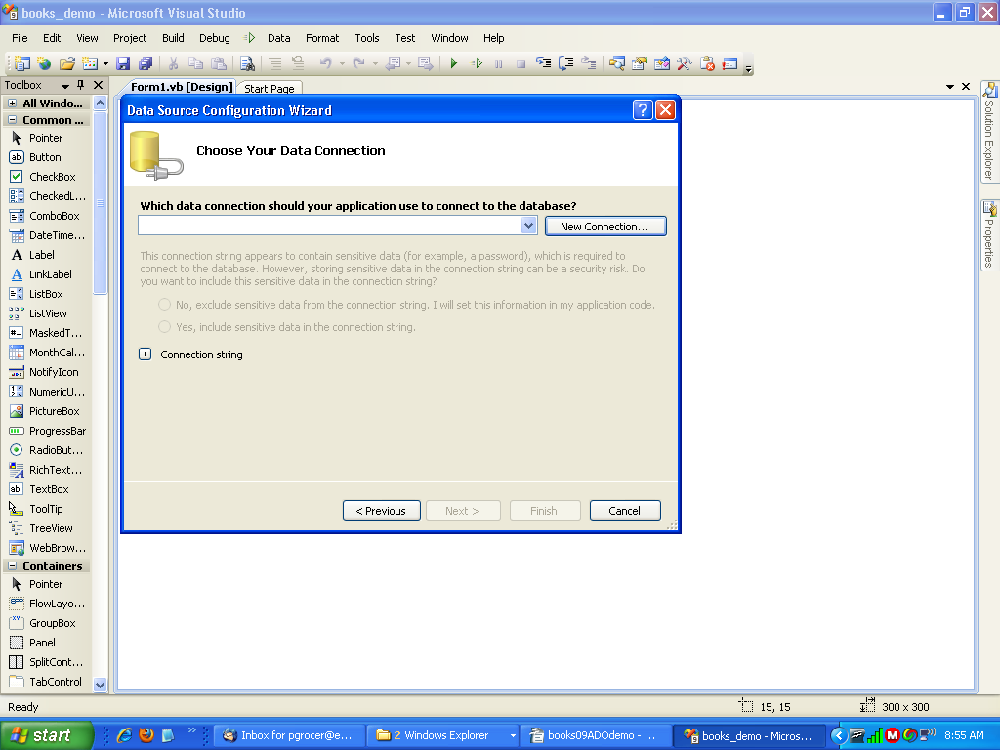 books_demo - Microsoft Visual Studio
File Edit View Project Build Debug Data Format Tools Test Window Help
Toolbox
Form1.vb [Design] Start Page
All Windo...
Common ...
Pointer
Button
CheckBox
CheckedL...
ComboBox
DateTime...
Label
LinkLabel
ListBox
ListView
MaskedT...
MonthCal...
NotifyIcon
NumericU...
PictureBox
ProgressBar
RadioBut...
RichText...
TextBox
ToolTip
TreeView
WebBrow...
Containers
Pointer
FlowLayo...
GroupBox
Panel
SplitCont...
TabControl
Data Source Configuration Wizard
Choose Your Data Connection
Which data connection should your application use to connect to the database?
New Connection...
This connection string appears to contain sensitive data (for example, a password), which is required to
connect to the database. However, storing sensitive data in the connection string can be a security risk. Do
you want to include this sensitive data in the connection string?
No, exclude sensitive data from the connection string. I will set this information in my application code.
Yes, include sensitive data in the connection string.
Connection string
< Previous Next > Finish Cancel
Solution Explorer
Properties
Ready 15, 15 300 x 300
start Inbox for pgrocer@e... 2 Windows Explorer books09ADOdemo - ... books_demo - Micros... 8:55 AM